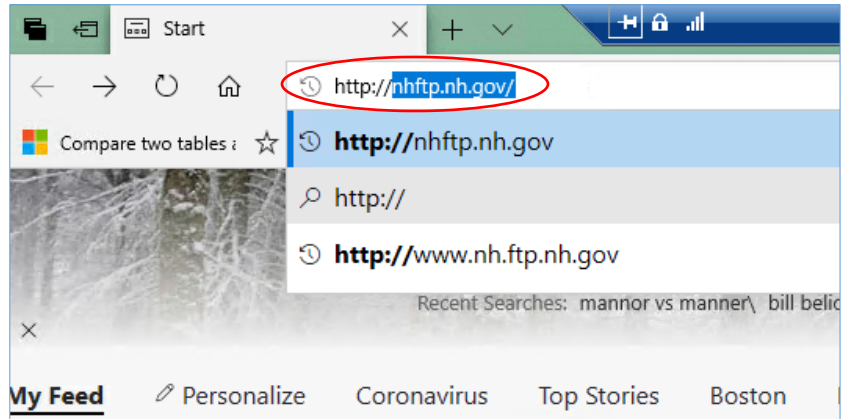 Start
http://nhftp.nh.gov/
Compare two tables a
http://nhftp.nh.gov
http://
http://www.nh.ftp.nh.gov
Recent Searches: mannor vs manner\ bill belic
My Feed Personalize Coronavirus Top Stories Boston